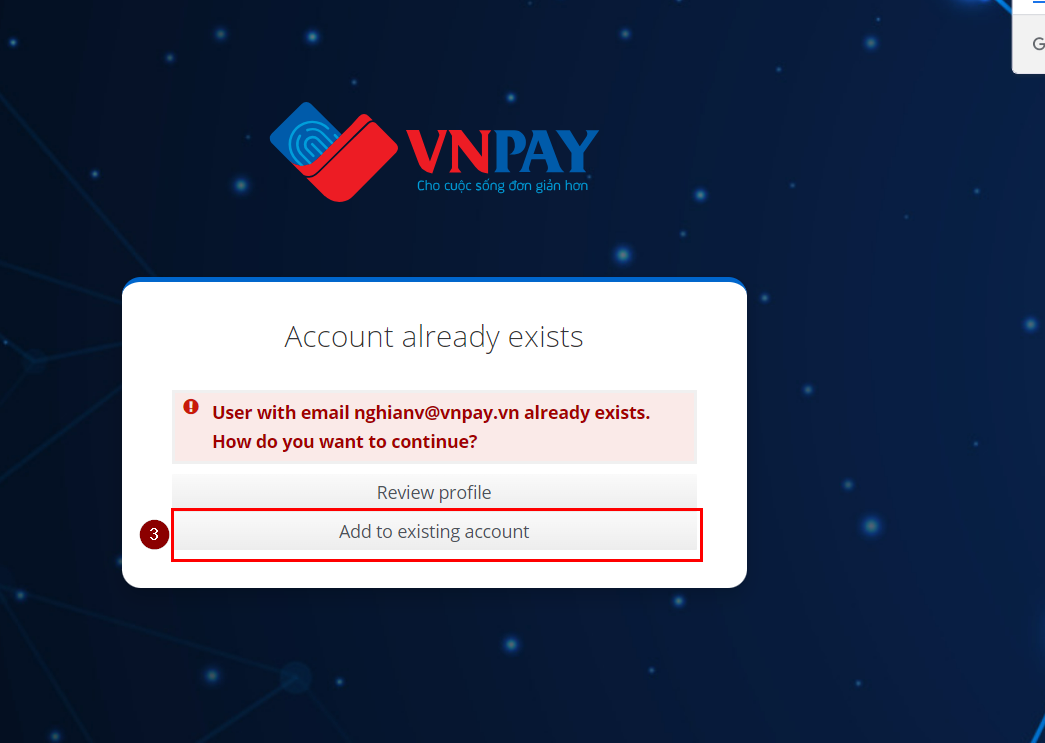 VNPAY
Cho cuộc sống đơn giản hơn
Account already exists
User with email nghianv@vnpay.vn already exists.
How do you want to continue?
Review profile
3
Add to existing account
G